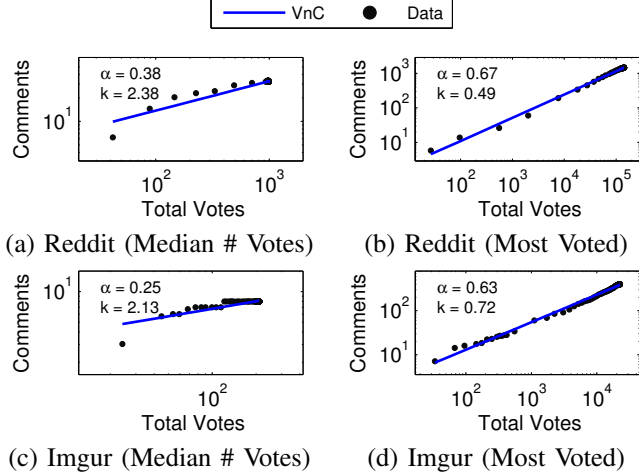 VnC Data
Comments
α = 0.38
k = 2.38
10^1
10^2 10^3
Total Votes
(a) Reddit (Median # Votes)
Comments
α = 0.67
k = 0.49
10^3
10^2
10^1
10^2 10^3 10^4 10^5
Total Votes
(b) Reddit (Most Voted)
Comments
α = 0.25
k = 2.13
10^1
10^2
Total Votes
(c) Imgur (Median # Votes)
Comments
α = 0.63
k = 0.72
10^2
10^1
10^2 10^3 10^4
Total Votes
(d) Imgur (Most Voted)